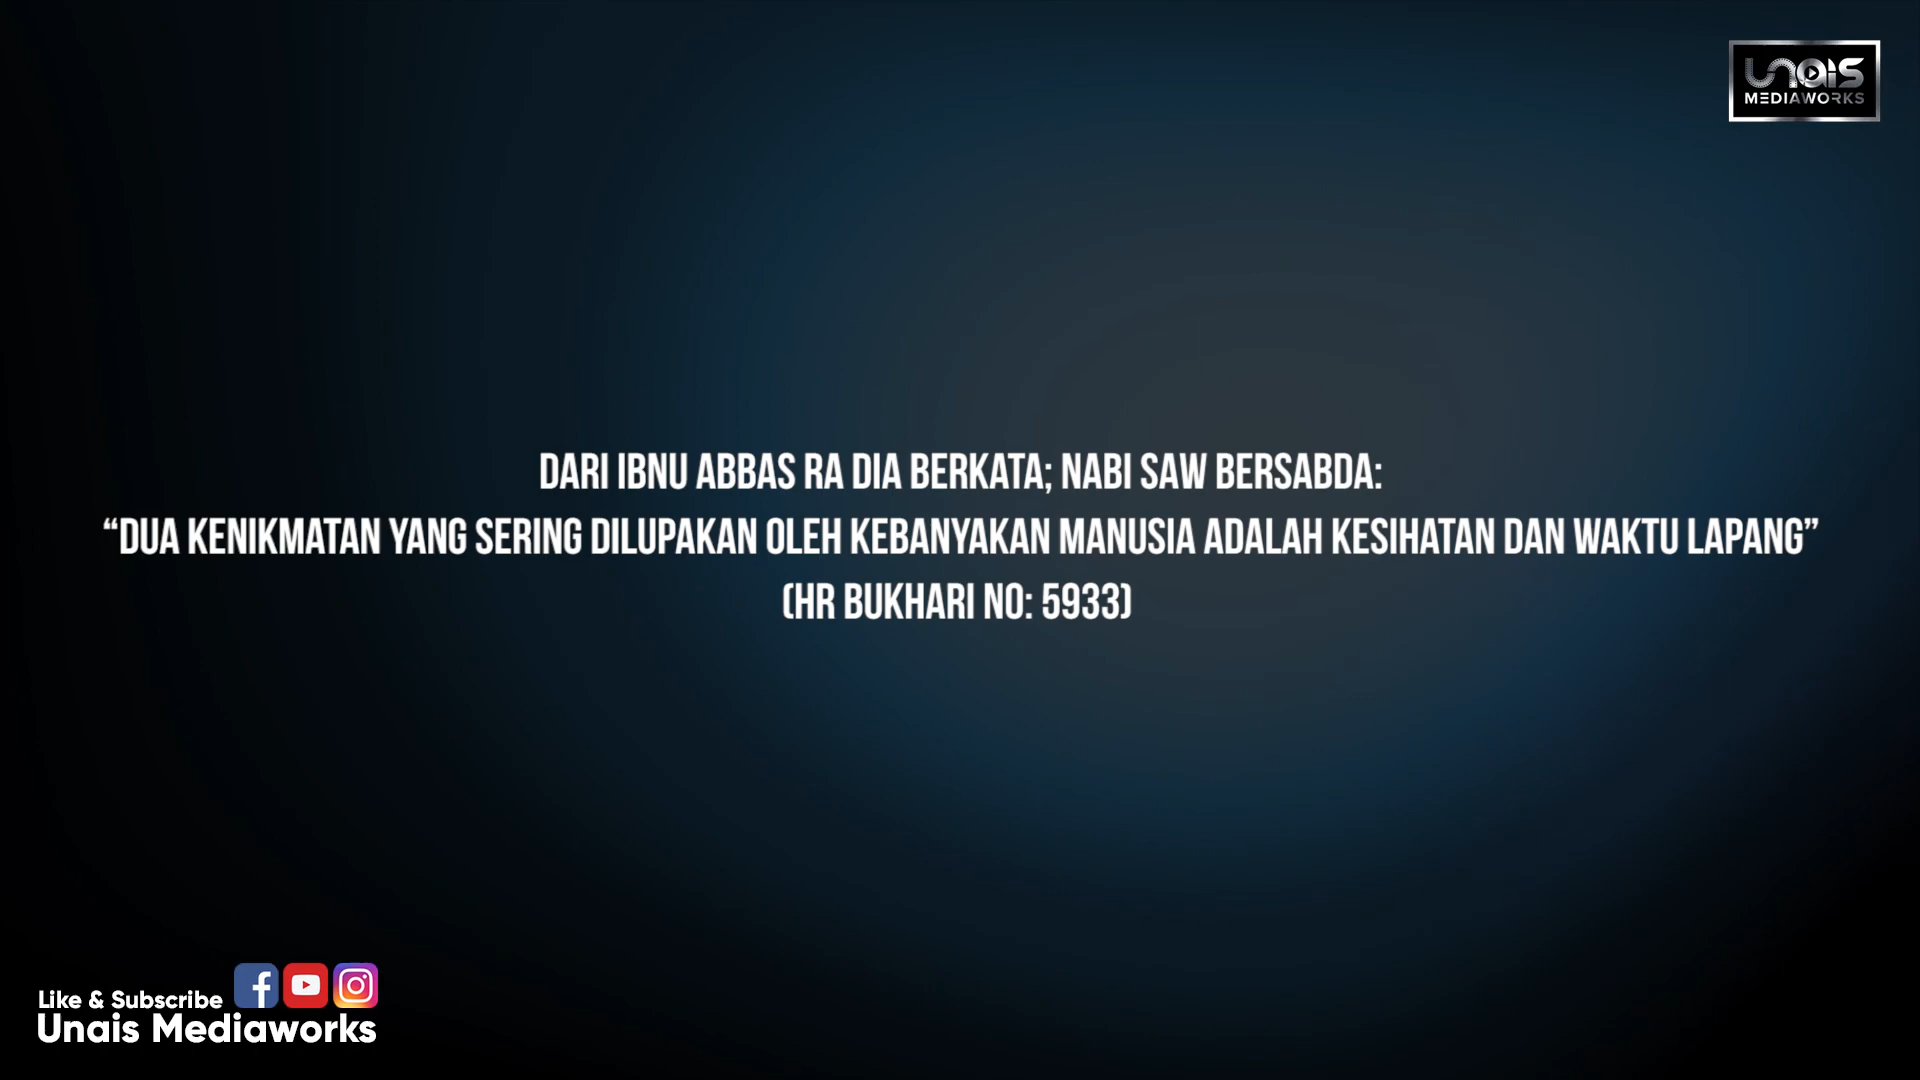 UNAIS
MEDIAWORKS
DARI IBNU ABBAS RA DIA BERKATA; NABI SAW BERSABDA:
“DUA KENIKMATAN YANG SERING DILUPAKAN OLEH KEBANYAKAN MANUSIA ADALAH KESIHATAN DAN WAKTU LAPANG”
(HR BUKHARI NO: 5933)
Like & Subscribe
Unais Mediaworks